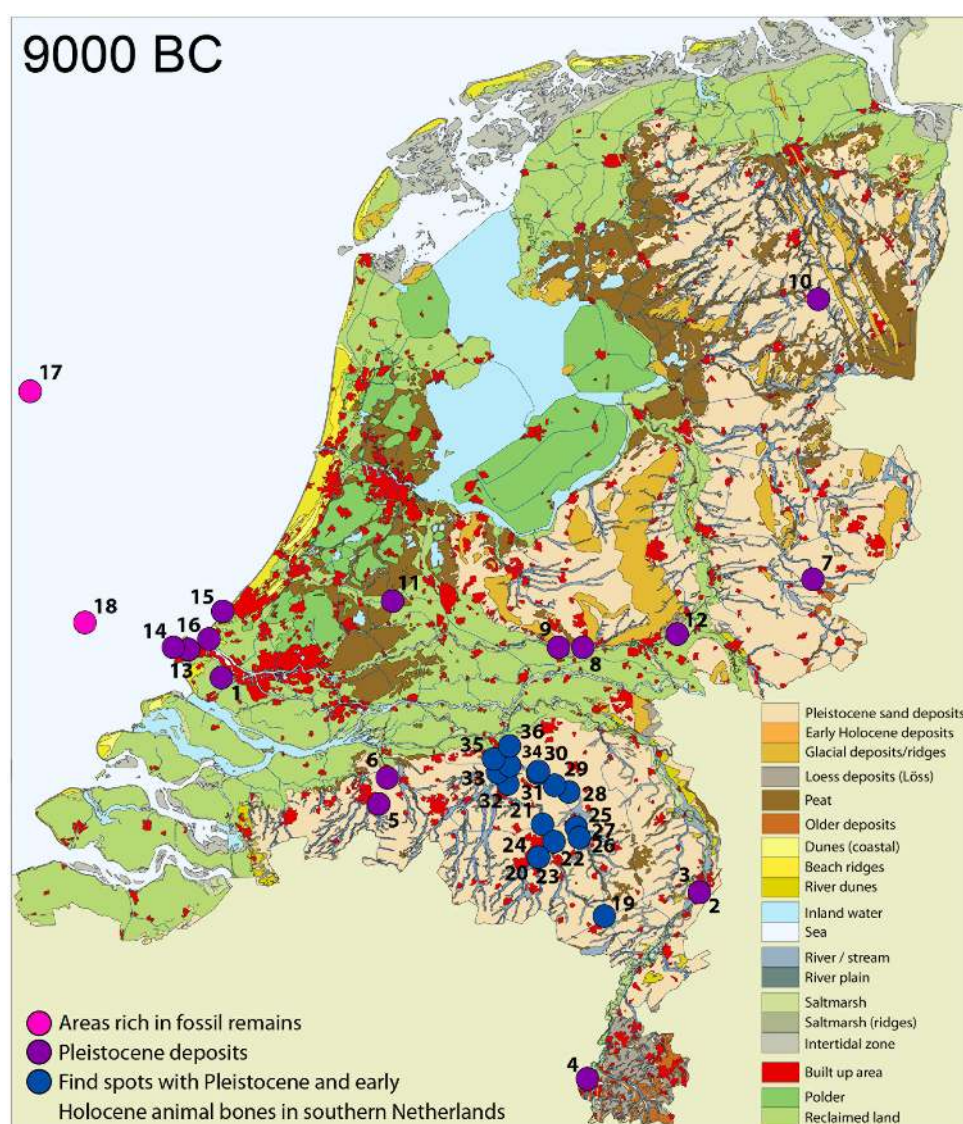 9000 BC
10
17
11
7
15
18
16
14
13
12
9
8
1
36
35
34
30
6
33
29
31
32
28
5
21
25
27
24
26
22
20
23
3
19
2
4
Pleistocene sand deposits
Early Holocene deposits
Glacial deposits/ridges
Loess deposits (Löss)
Peat
Older deposits
Dunes (coastal)
Beach ridges
River dunes
Inland water
Sea
River / stream
River plain
Saltmarsh
Saltmarsh (ridges)
Intertidal zone
Built up area
Polder
Reclaimed land
Areas rich in fossil remains
Pleistocene deposits
Find spots with Pleistocene and early
Holocene animal bones in southern Netherlands